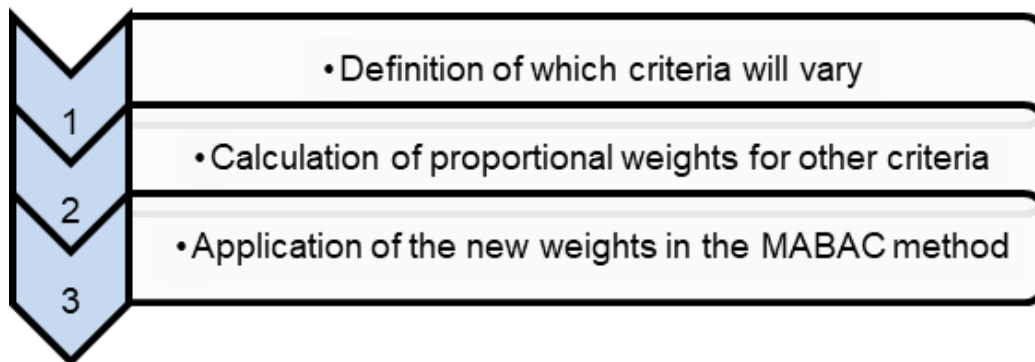 •Definition of which criteria will vary
1
•Calculation of proportional weights for other criteria
2
•Application of the new weights in the MABAC method
3